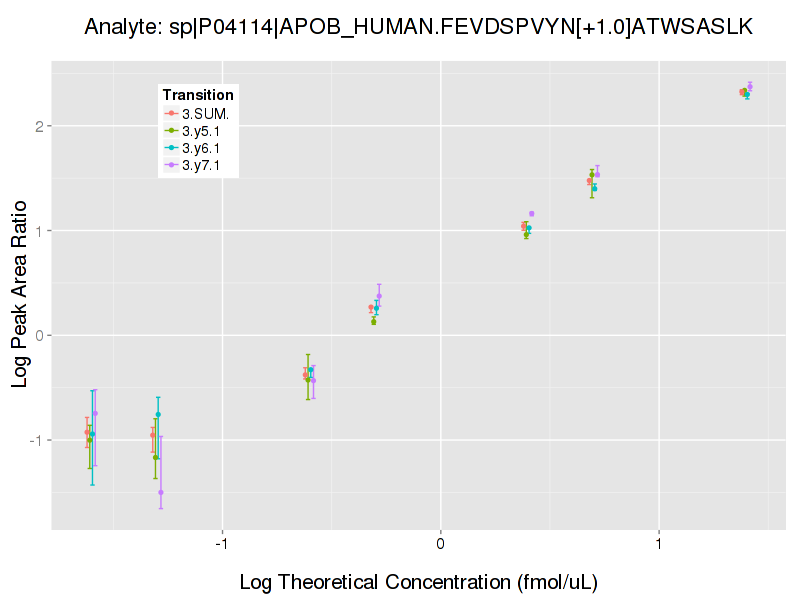 Analyte: sp|P04114|APOB_HUMAN.FEVDSPVYN[+1.0]ATWSASLK
Transition
3.SUM.
3.y5.1
3.y6.1
3.y7.1
Log Peak Area Ratio
2
1
0
-1
-1 0 1
Log Theoretical Concentration (fmol/uL)